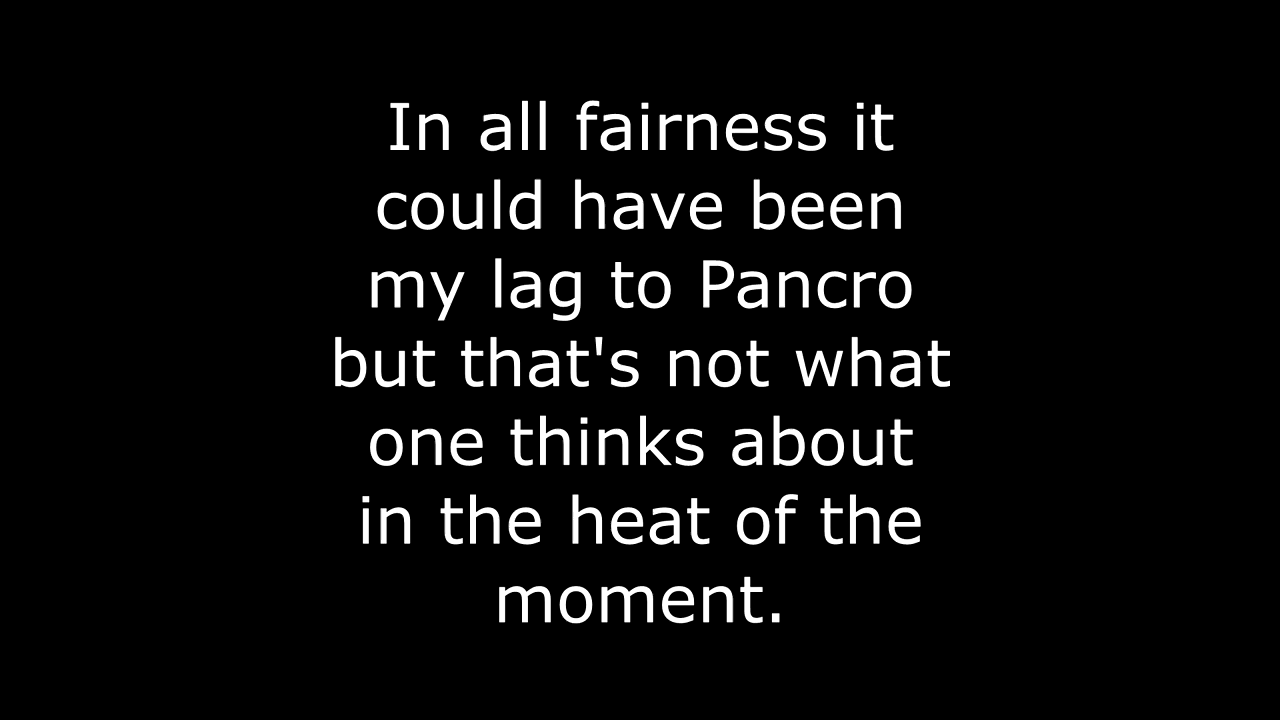 In all fairness it
could have been
my lag to Pancro
but that's not what
one thinks about
in the heat of the
moment.